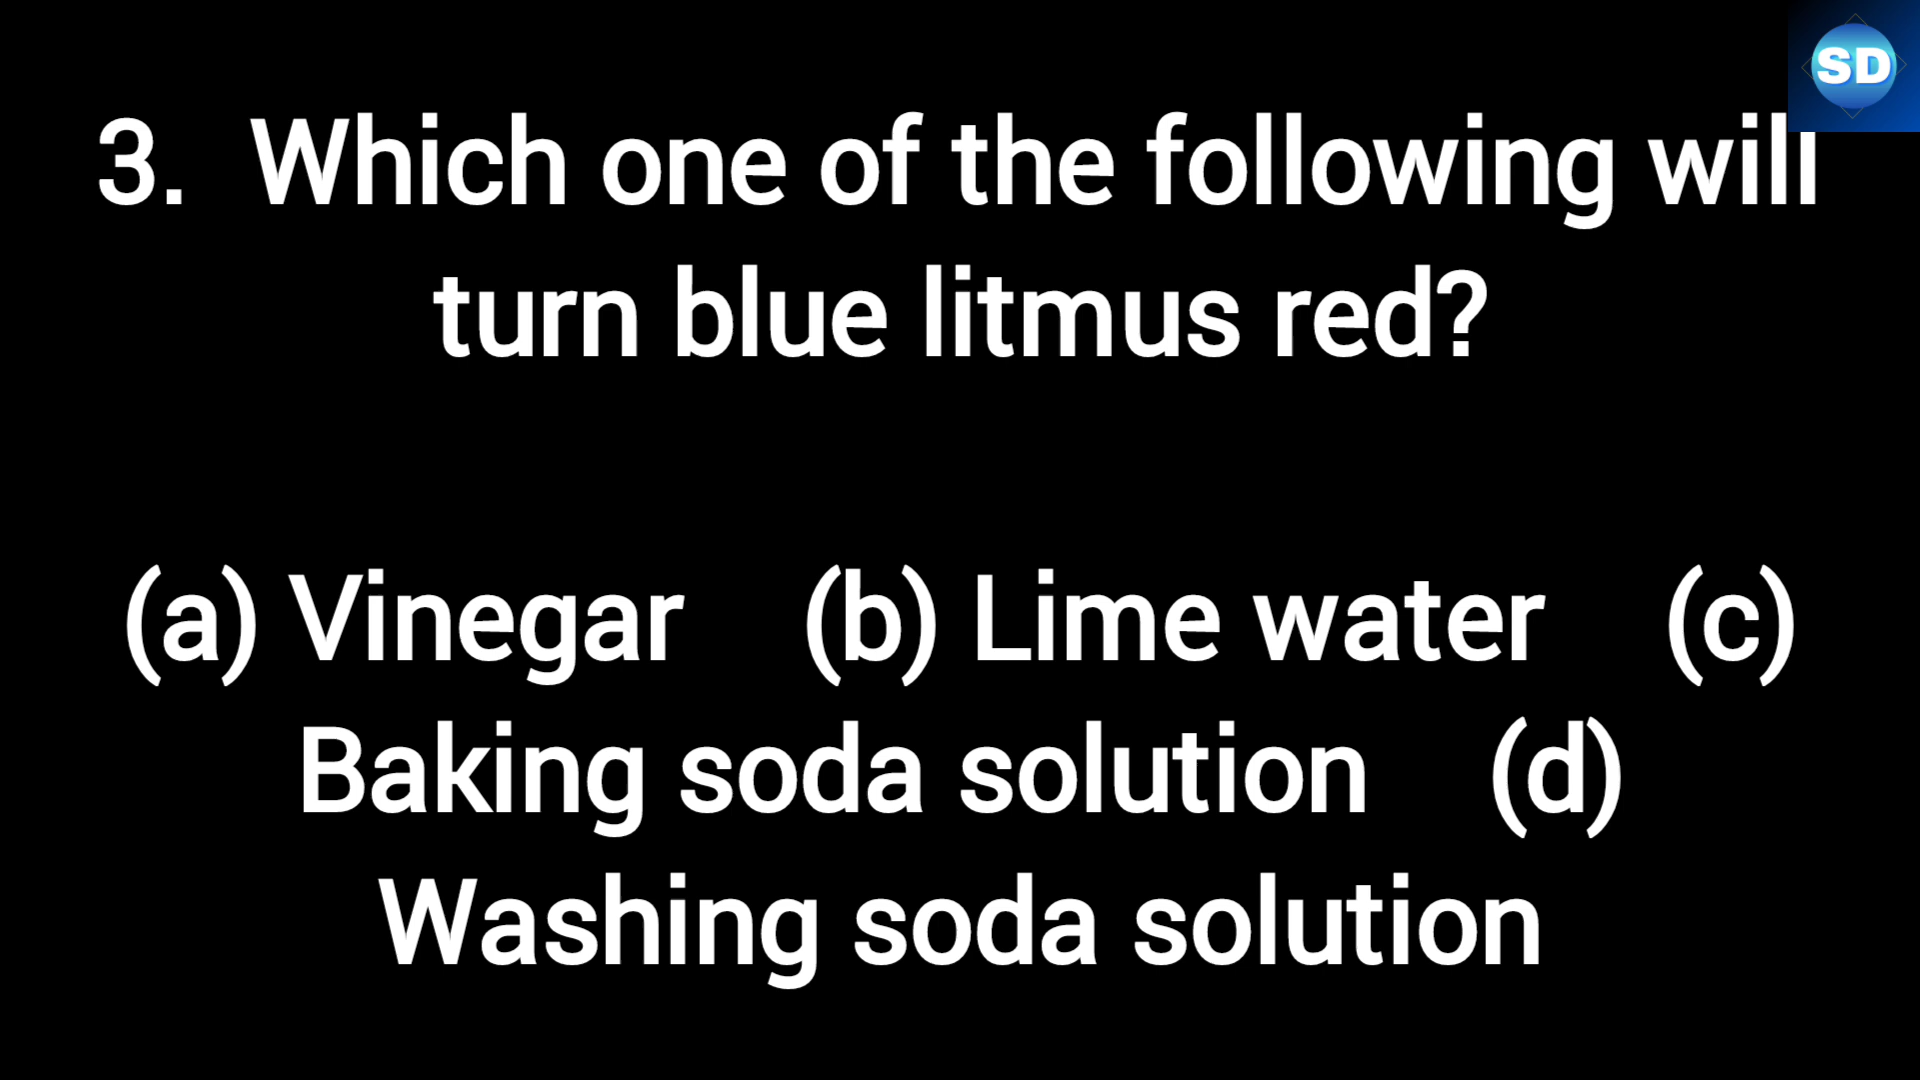 SD
3. Which one of the following will
turn blue litmus red?
(a) Vinegar (b) Lime water (c)
Baking soda solution (d)
Washing soda solution